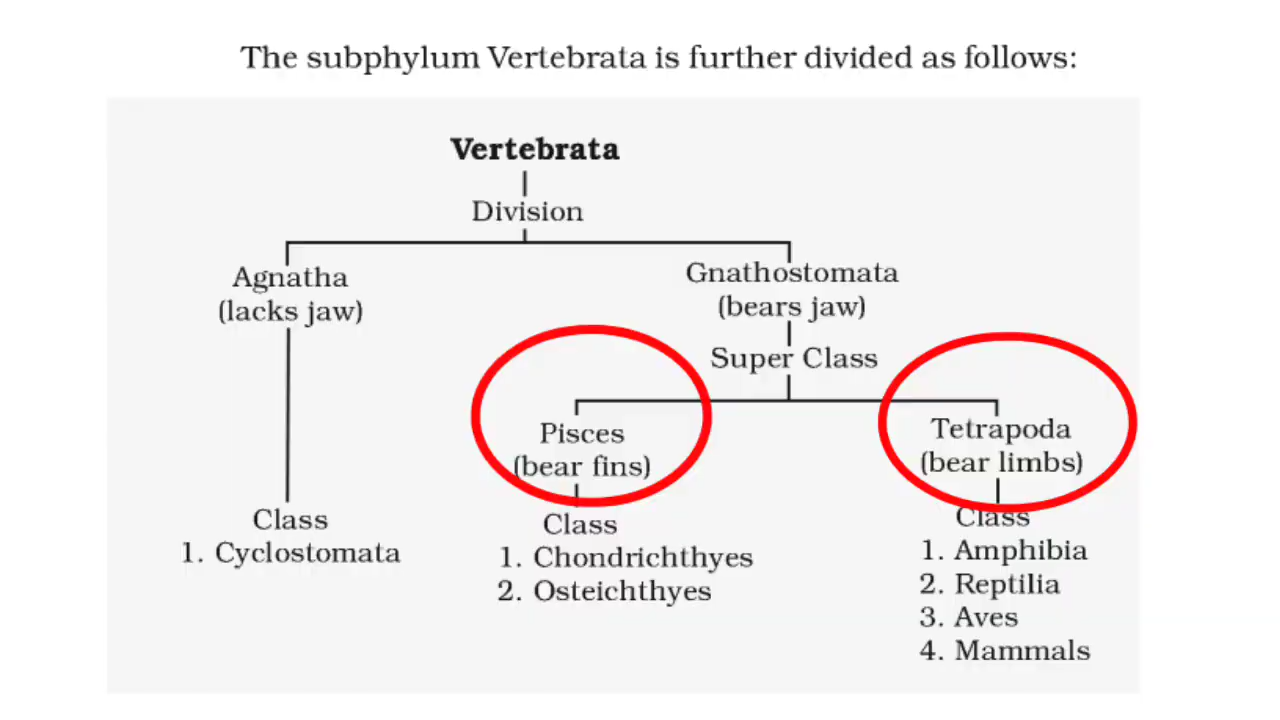 The subphylum Vertebrata is further divided as follows:
Vertebrata
Division
Agnatha
(lacks jaw)
Gnathostomata
(bears jaw)
Super Class
Pisces
(bear fins)
Tetrapoda
(bear limbs)
Class
1. Cyclostomata
Class
1. Chondrichthyes
2. Osteichthyes
Class
1. Amphibia
2. Reptilia
3. Aves
4. Mammals